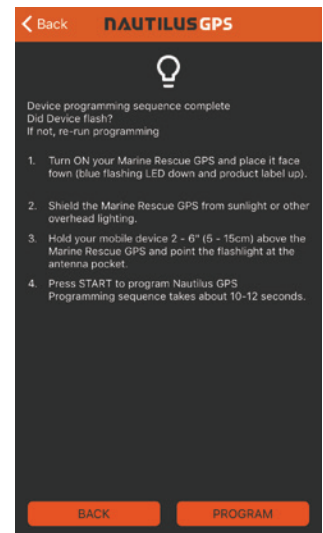 Back NAUTILUS GPS
Device programming sequence complete
Did Device flash?
If not, re-run programming
1. Turn ON your Marine Rescue GPS and place it face
fown (blue flashing LED down and product label up).
2. Shield the Marine Rescue GPS from sunlight or other
overhead lighting.
3. Hold your mobile device 2 - 6" (5 - 15cm) above the
Marine Rescue GPS and point the flashlight at the
antenna pocket.
4. Press START to program Nautilus GPS
Programming sequence takes about 10-12 seconds.
BACK PROGRAM